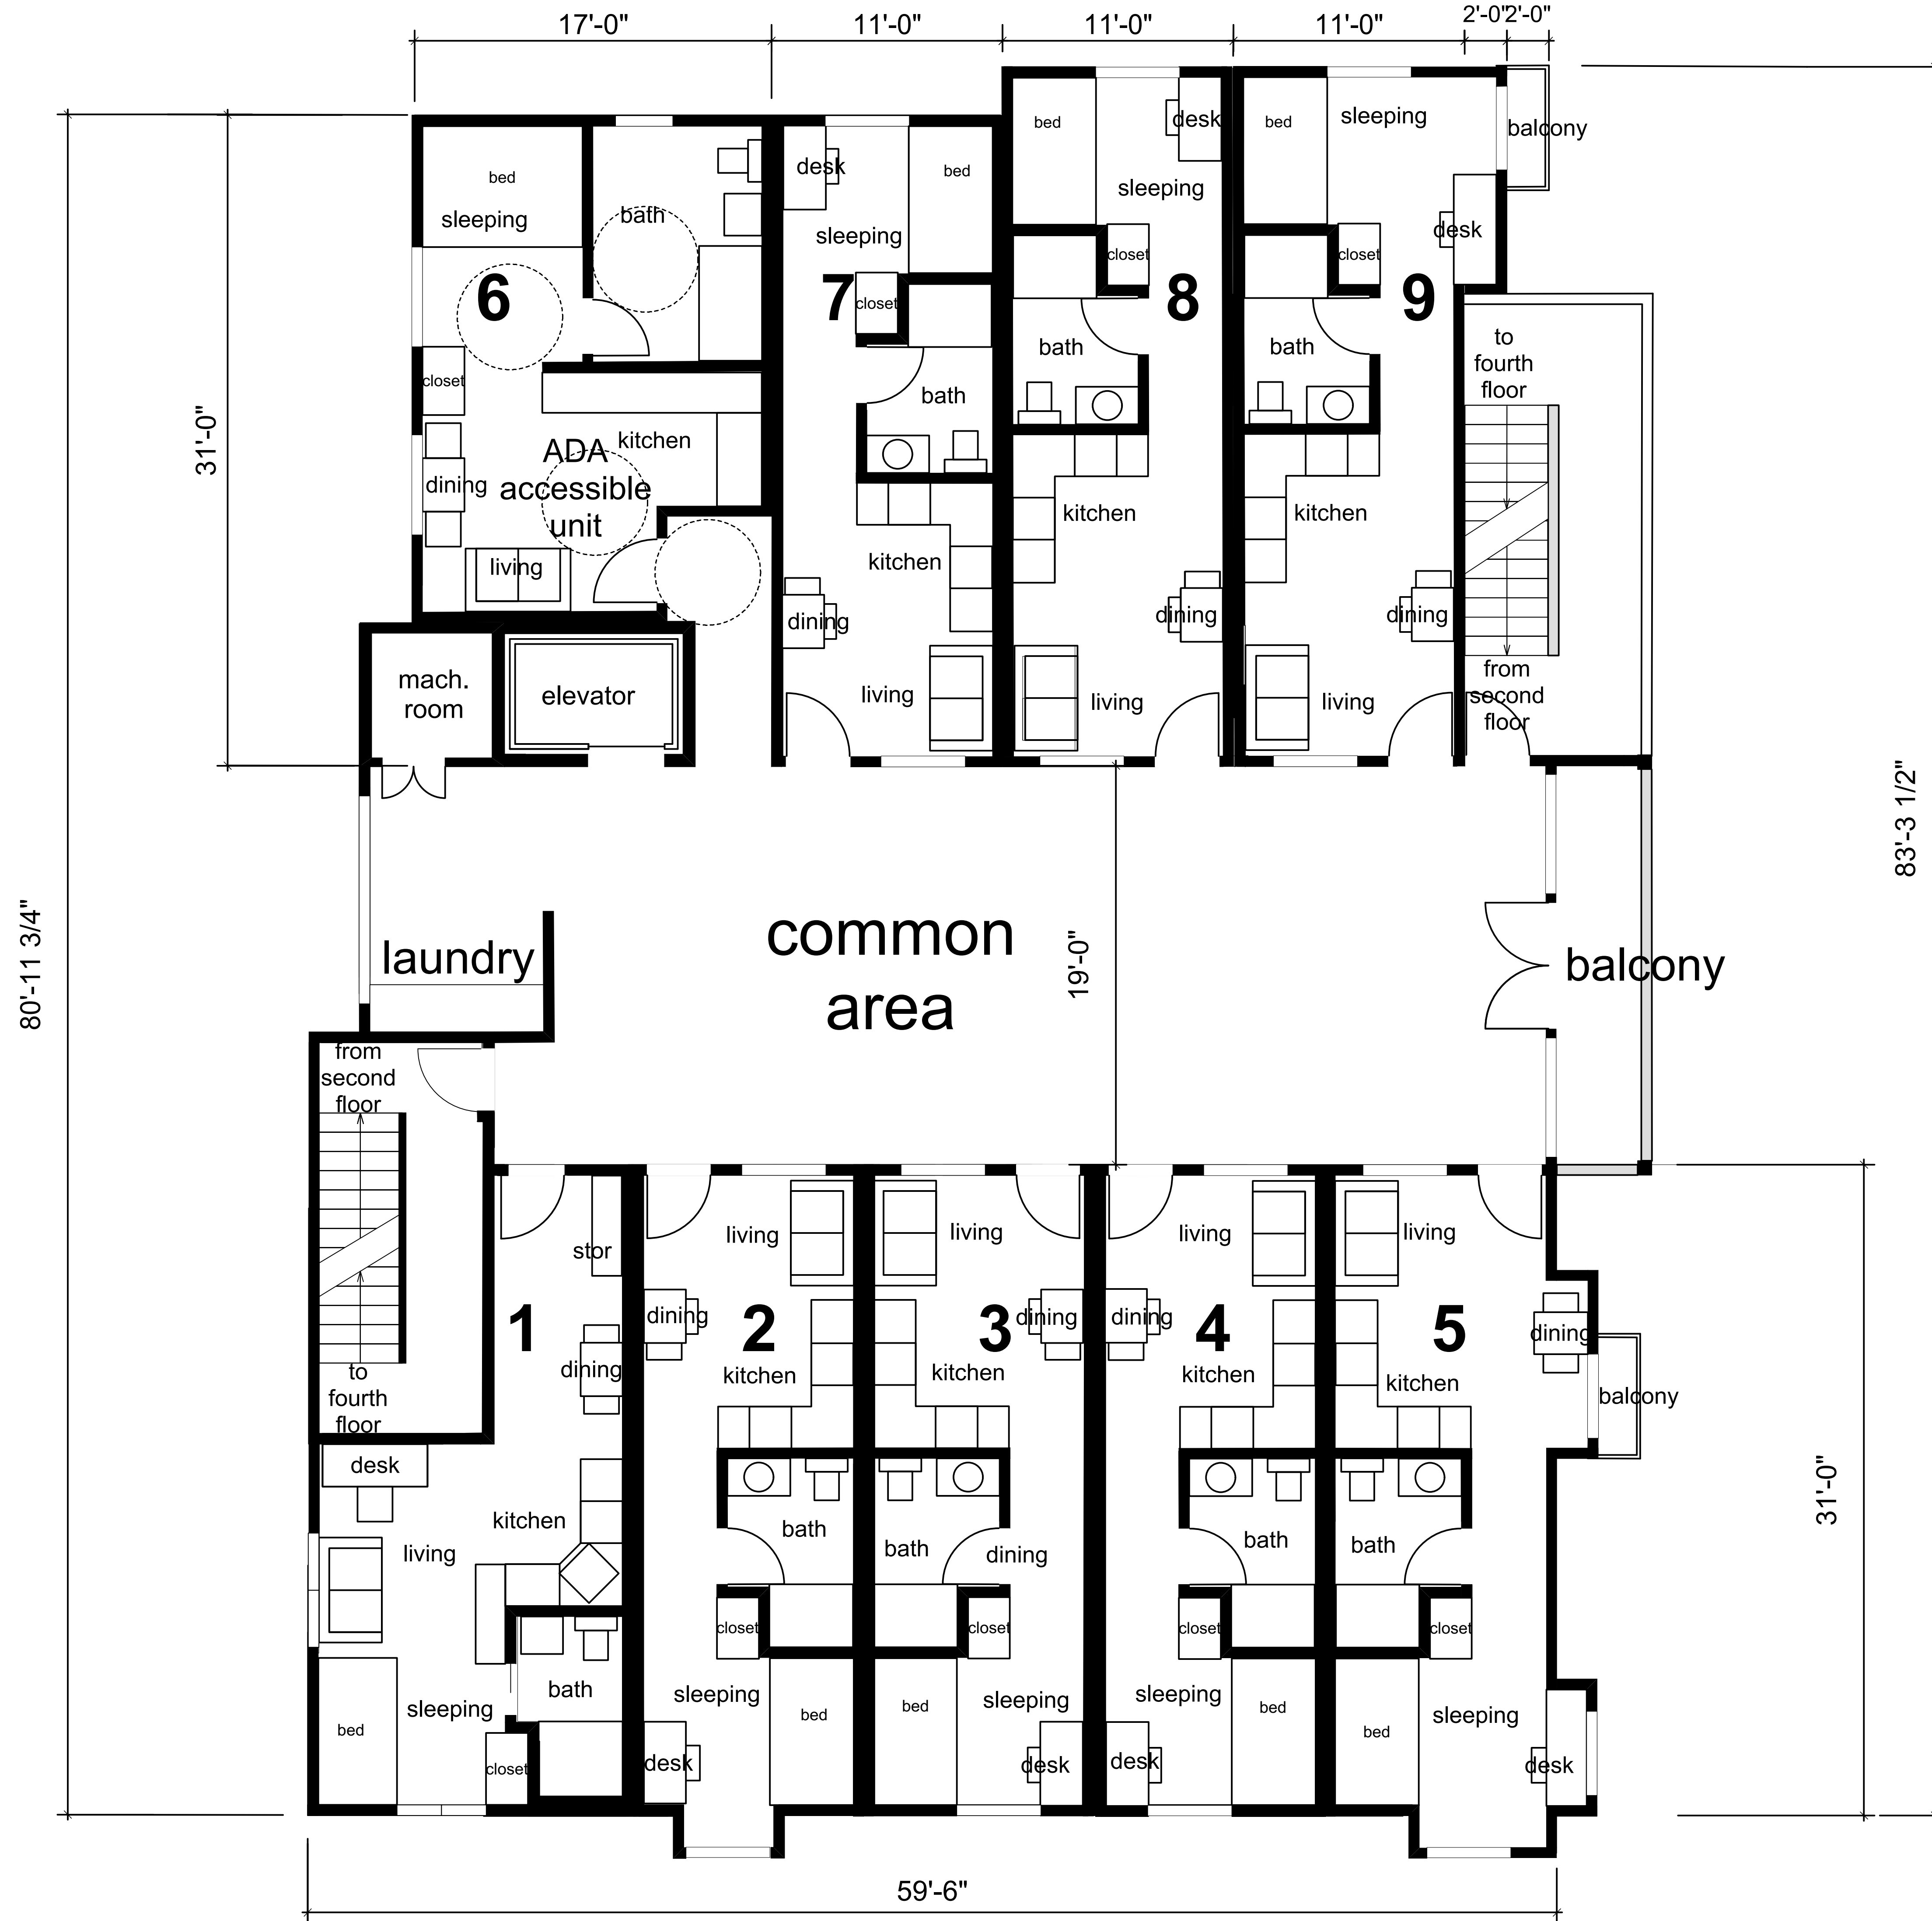 17'-0"
11'-0"
11'-0"
11'-0"
2'-0"
2'-0"
bed
sleeping
bath
desk
bed
sleeping
bed
desk
sleeping
bed
sleeping
balcony
desk
6
closet
7
closet
8
closet
9
closet
bath
bath
bath
to
fourth
floor
31'-0"
ADA
accessible
unit
kitchen
dining
living
kitchen
kitchen
kitchen
dining
dining
dining
living
living
living
from
second
floor
mach.
room
elevator
83'-3 1/2"
80'-11 3/4"
laundry
common
area
19'-0"
balcony
from
second
floor
to
fourth
floor
stor
1
dining
desk
living
kitchen
bed
sleeping
bath
closet
living
dining
2
kitchen
bath
closet
sleeping
bed
desk
living
3
dining
kitchen
bath
dining
closet
bed
sleeping
desk
living
dining
4
kitchen
bath
closet
sleeping
bed
desk
living
5
dining
kitchen
balcony
bath
closet
bed
sleeping
desk
31'-0"
59'-6"